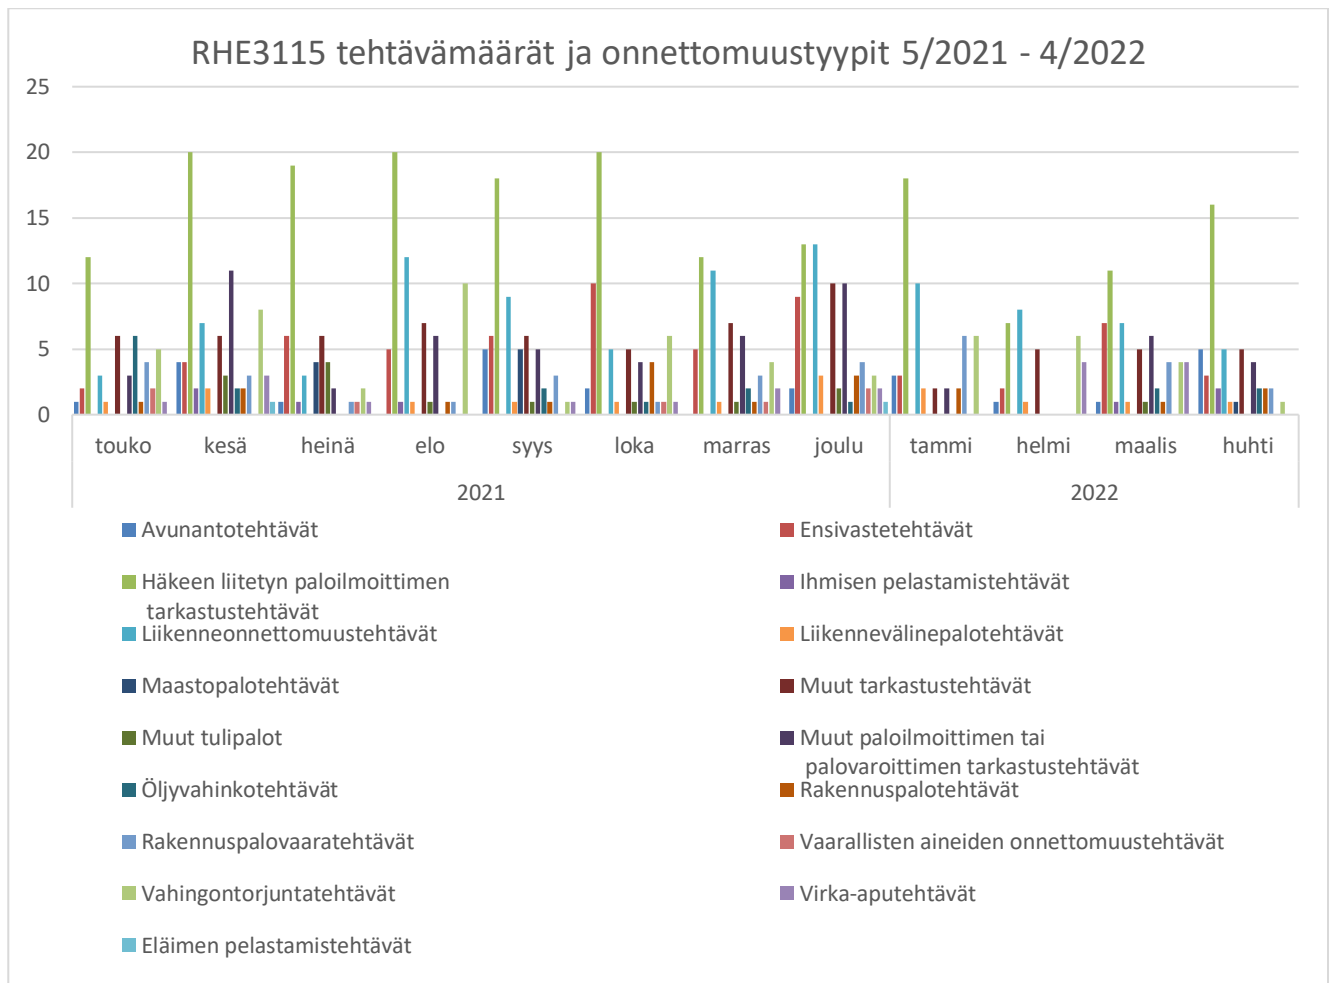 RHE3115 tehtävämäärät ja onnettomuustyypit 5/2021 - 4/2022
25
20
15
10
5
0
touko kesä heinä elo syys loka marras joulu tammi helmi maalis huhti
2021 2022
Avunantotehtävät Ensivastetehtävät
Häkeen liitetyn paloilmoittimen
tarkastustehtävät
Ihmisen pelastamistehtävät
Liikenneonnettomuustehtävät Liikennevälinepalotehtävät
Maastopalotehtävät Muut tarkastustehtävät
Muut tulipalot Muut paloilmoittimen tai
palovaroittimen tarkastustehtävät
Öljyvahinkotehtävät Rakennuspalotehtävät
Rakennuspalovaaratehtävät Vaarallisten aineiden onnettomuustehtävät
Vahingontorjuntatehtävät Virka-aputehtävät
Eläimen pelastamistehtävät